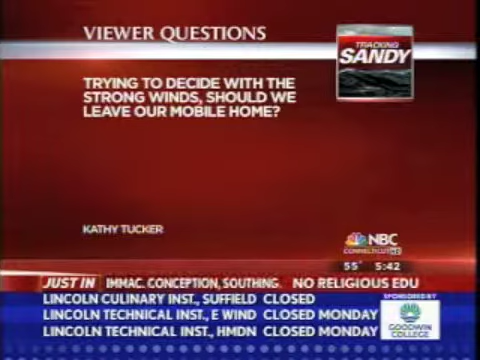 VIEWER QUESTIONS
TRACKING
SANDY
TRYING TO DECIDE WITH THE
STRONG WINDS, SHOULD WE
LEAVE OUR MOBILE HOME?
KATHY TUCKER
NBC
CONNECTICUT HD
55° 5:42
JUST IN IMMAC. CONCEPTION, SOUTHING. NO RELIGIOUS EDU
LINCOLN CULINARY INST., SUFFIELD CLOSED
LINCOLN TECHNICAL INST., E WIND CLOSED MONDAY
LINCOLN TECHNICAL INST., HMDN CLOSED MONDAY
SPONSORED BY
GOODWIN
COLLEGE